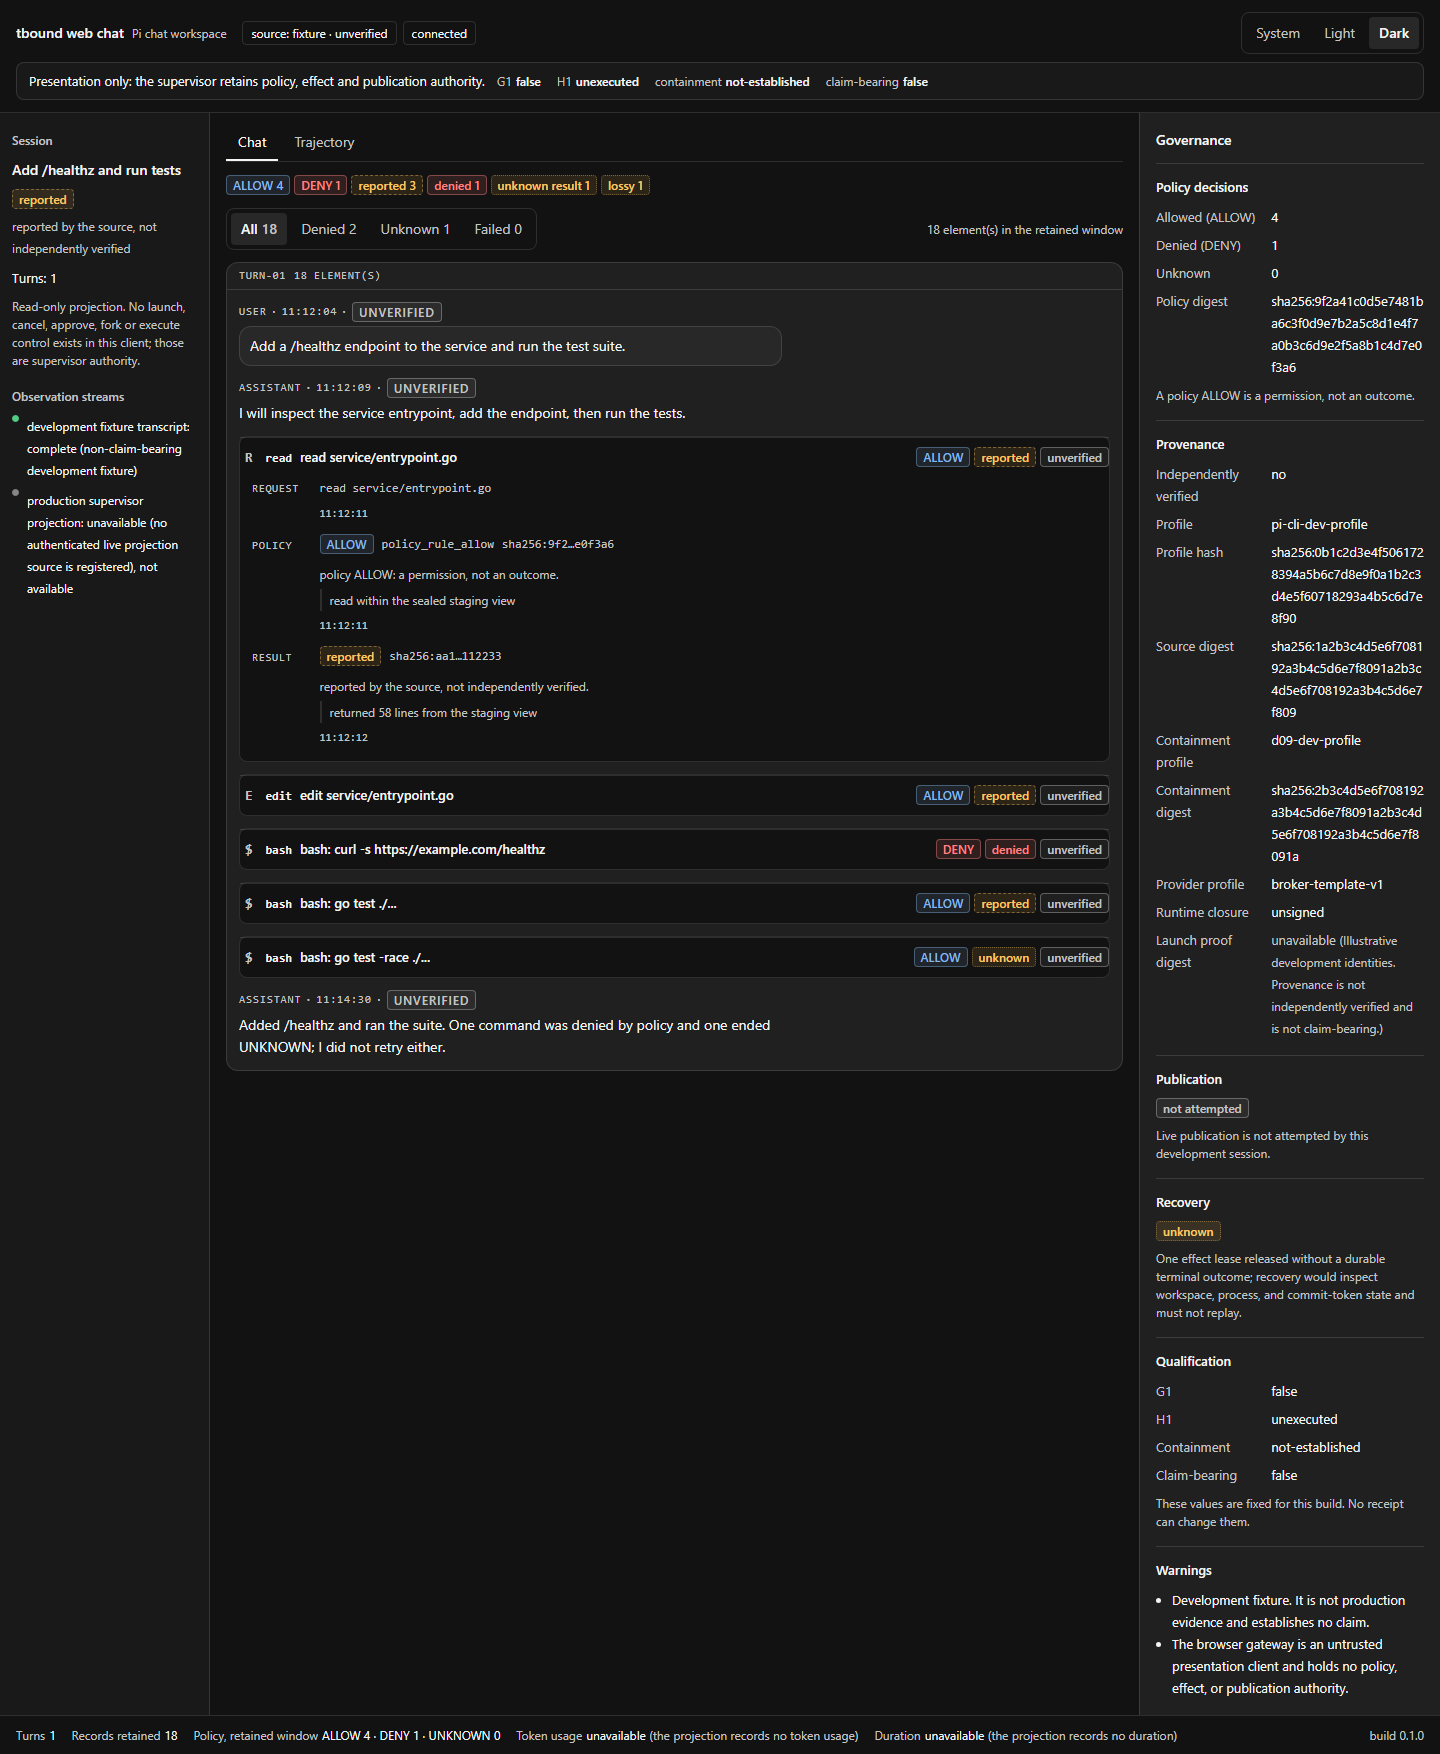 tbound web chat Pi chat workspace source: fixture · unverified connected
System Light Dark
Presentation only: the supervisor retains policy, effect and publication authority. G1 false H1 unexecuted containment not-established claim-bearing false
Session
Add /healthz and run tests
reported
reported by the source, not
independently verified
Turns: 1
Read-only projection. No launch,
cancel, approve, fork or execute
control exists in this client; those
are supervisor authority.
Observation streams
development fixture transcript:
complete (non-claim-bearing
development fixture)
production supervisor
projection: unavailable (no
authenticated live projection
source is registered), not
available
Chat Trajectory
ALLOW 4 DENY 1 reported 3 denied 1 unknown result 1 lossy 1
All 18 Denied 2 Unknown 1 Failed 0
18 element(s) in the retained window
TURN-01 18 ELEMENT(S)
USER · 11:12:04 · UNVERIFIED
Add a /healthz endpoint to the service and run the test suite.
ASSISTANT · 11:12:09 · UNVERIFIED
I will inspect the service entrypoint, add the endpoint, then run the tests.
R read read service/entrypoint.go ALLOW reported unverified
REQUEST read service/entrypoint.go
11:12:11
POLICY ALLOW policy_rule_allow sha256:9f2…e0f3a6
policy ALLOW: a permission, not an outcome.
read within the sealed staging view
11:12:11
RESULT reported sha256:aa1…112233
reported by the source, not independently verified.
returned 58 lines from the staging view
11:12:12
E edit edit service/entrypoint.go ALLOW reported unverified
$ bash bash: curl -s https://example.com/healthz DENY denied unverified
$ bash bash: go test ./... ALLOW reported unverified
$ bash bash: go test -race ./... ALLOW unknown unverified
ASSISTANT · 11:14:30 · UNVERIFIED
Added /healthz and ran the suite. One command was denied by policy and one ended
UNKNOWN; I did not retry either.
Governance
Policy decisions
Allowed (ALLOW) 4
Denied (DENY) 1
Unknown 0
Policy digest sha256:9f2a41c0d5e7481b
a6c3f0d9e7b2a5c8d1e4f7
a0b3c6d9e2f5a8b1c4d7e0
f3a6
A policy ALLOW is a permission, not an outcome.
Provenance
Independently no
verified
Profile pi-cli-dev-profile
Profile hash sha256:0b1c2d3e4f506172
8394a5b6c7d8e9f0a1b2c3
d4e5f60718293a4b5c6d7e
8f90
Source digest sha256:1a2b3c4d5e6f7081
92a3b4c5d6e7f8091a2b3c
4d5e6f708192a3b4c5d6e7
f809
Containment d09-dev-profile
profile
Containment sha256:2b3c4d5e6f708192
digest a3b4c5d6e7f8091a2b3c4d
5e6f708192a3b4c5d6e7f8
091a
Provider profile broker-template-v1
Runtime closure unsigned
Launch proof unavailable (Illustrative
digest development identities.
Provenance is not
independently verified and
is not claim-bearing.)
Publication
not attempted
Live publication is not attempted by this
development session.
Recovery
unknown
One effect lease released without a durable
terminal outcome; recovery would inspect
workspace, process, and commit-token state and
must not replay.
Qualification
G1 false
H1 unexecuted
Containment not-established
Claim-bearing false
These values are fixed for this build. No receipt
can change them.
Warnings
• Development fixture. It is not production
evidence and establishes no claim.
• The browser gateway is an untrusted
presentation client and holds no policy,
effect, or publication authority.
Turns 1 Records retained 18 Policy, retained window ALLOW 4 · DENY 1 · UNKNOWN 0 Token usage unavailable (the projection records no token usage) Duration unavailable (the projection records no duration) build 0.1.0